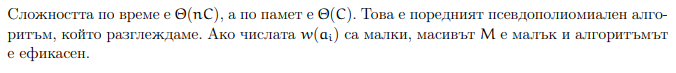 Сложността по време е Θ(nC), а по памет е Θ(C). Това е поредният псевдополиомиален алго-
ритъм, който разглеждаме. Ако числата w(aᵢ) са малки, масивът M е малък и алгоритъмът
е ефикасен.